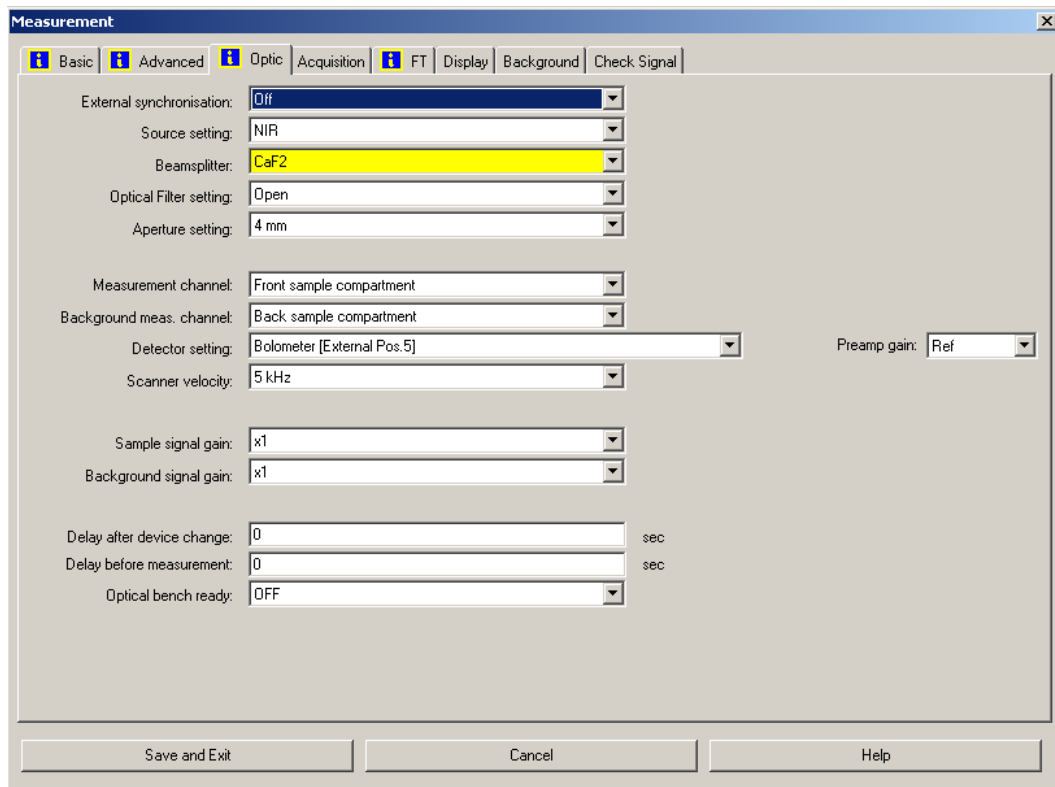 Measurement
i Basic i Advanced i Optic Acquisition i FT Display Background Check Signal
External synchronisation: Off
Source setting: NIR
Beamsplitter: CaF2
Optical Filter setting: Open
Aperture setting: 4 mm
Measurement channel: Front sample compartment
Background meas. channel: Back sample compartment
Detector setting: Bolometer [External Pos.5] Preamp gain: Ref
Scanner velocity: 5 kHz
Sample signal gain: x1
Background signal gain: x1
Delay after device change: 0 sec
Delay before measurement: 0 sec
Optical bench ready: OFF
Save and Exit Cancel Help